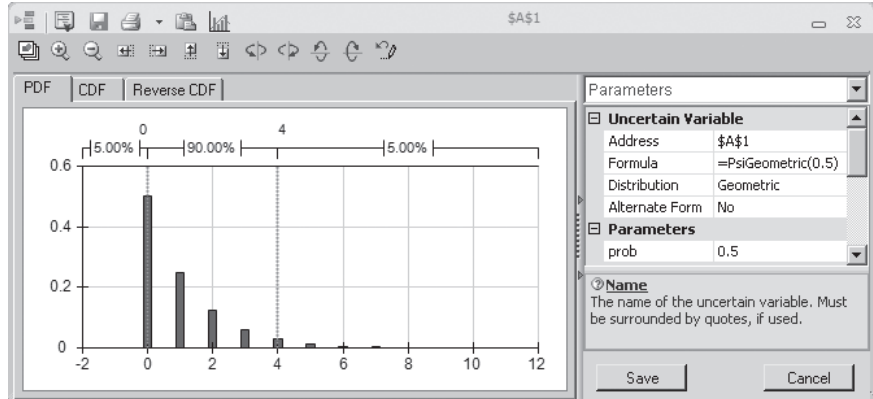 $A$1
PDF CDF Reverse CDF
0 4
5.00% 90.00% 5.00%
0.6
0.4
0.2
0
-2 0 2 4 6 8 10 12
Parameters
Uncertain Variable
Address $A$1
Formula =PsiGeometric(0.5)
Distribution Geometric
Alternate Form No
Parameters
prob 0.5
Name
The name of the uncertain variable. Must
be surrounded by quotes, if used.
Save Cancel